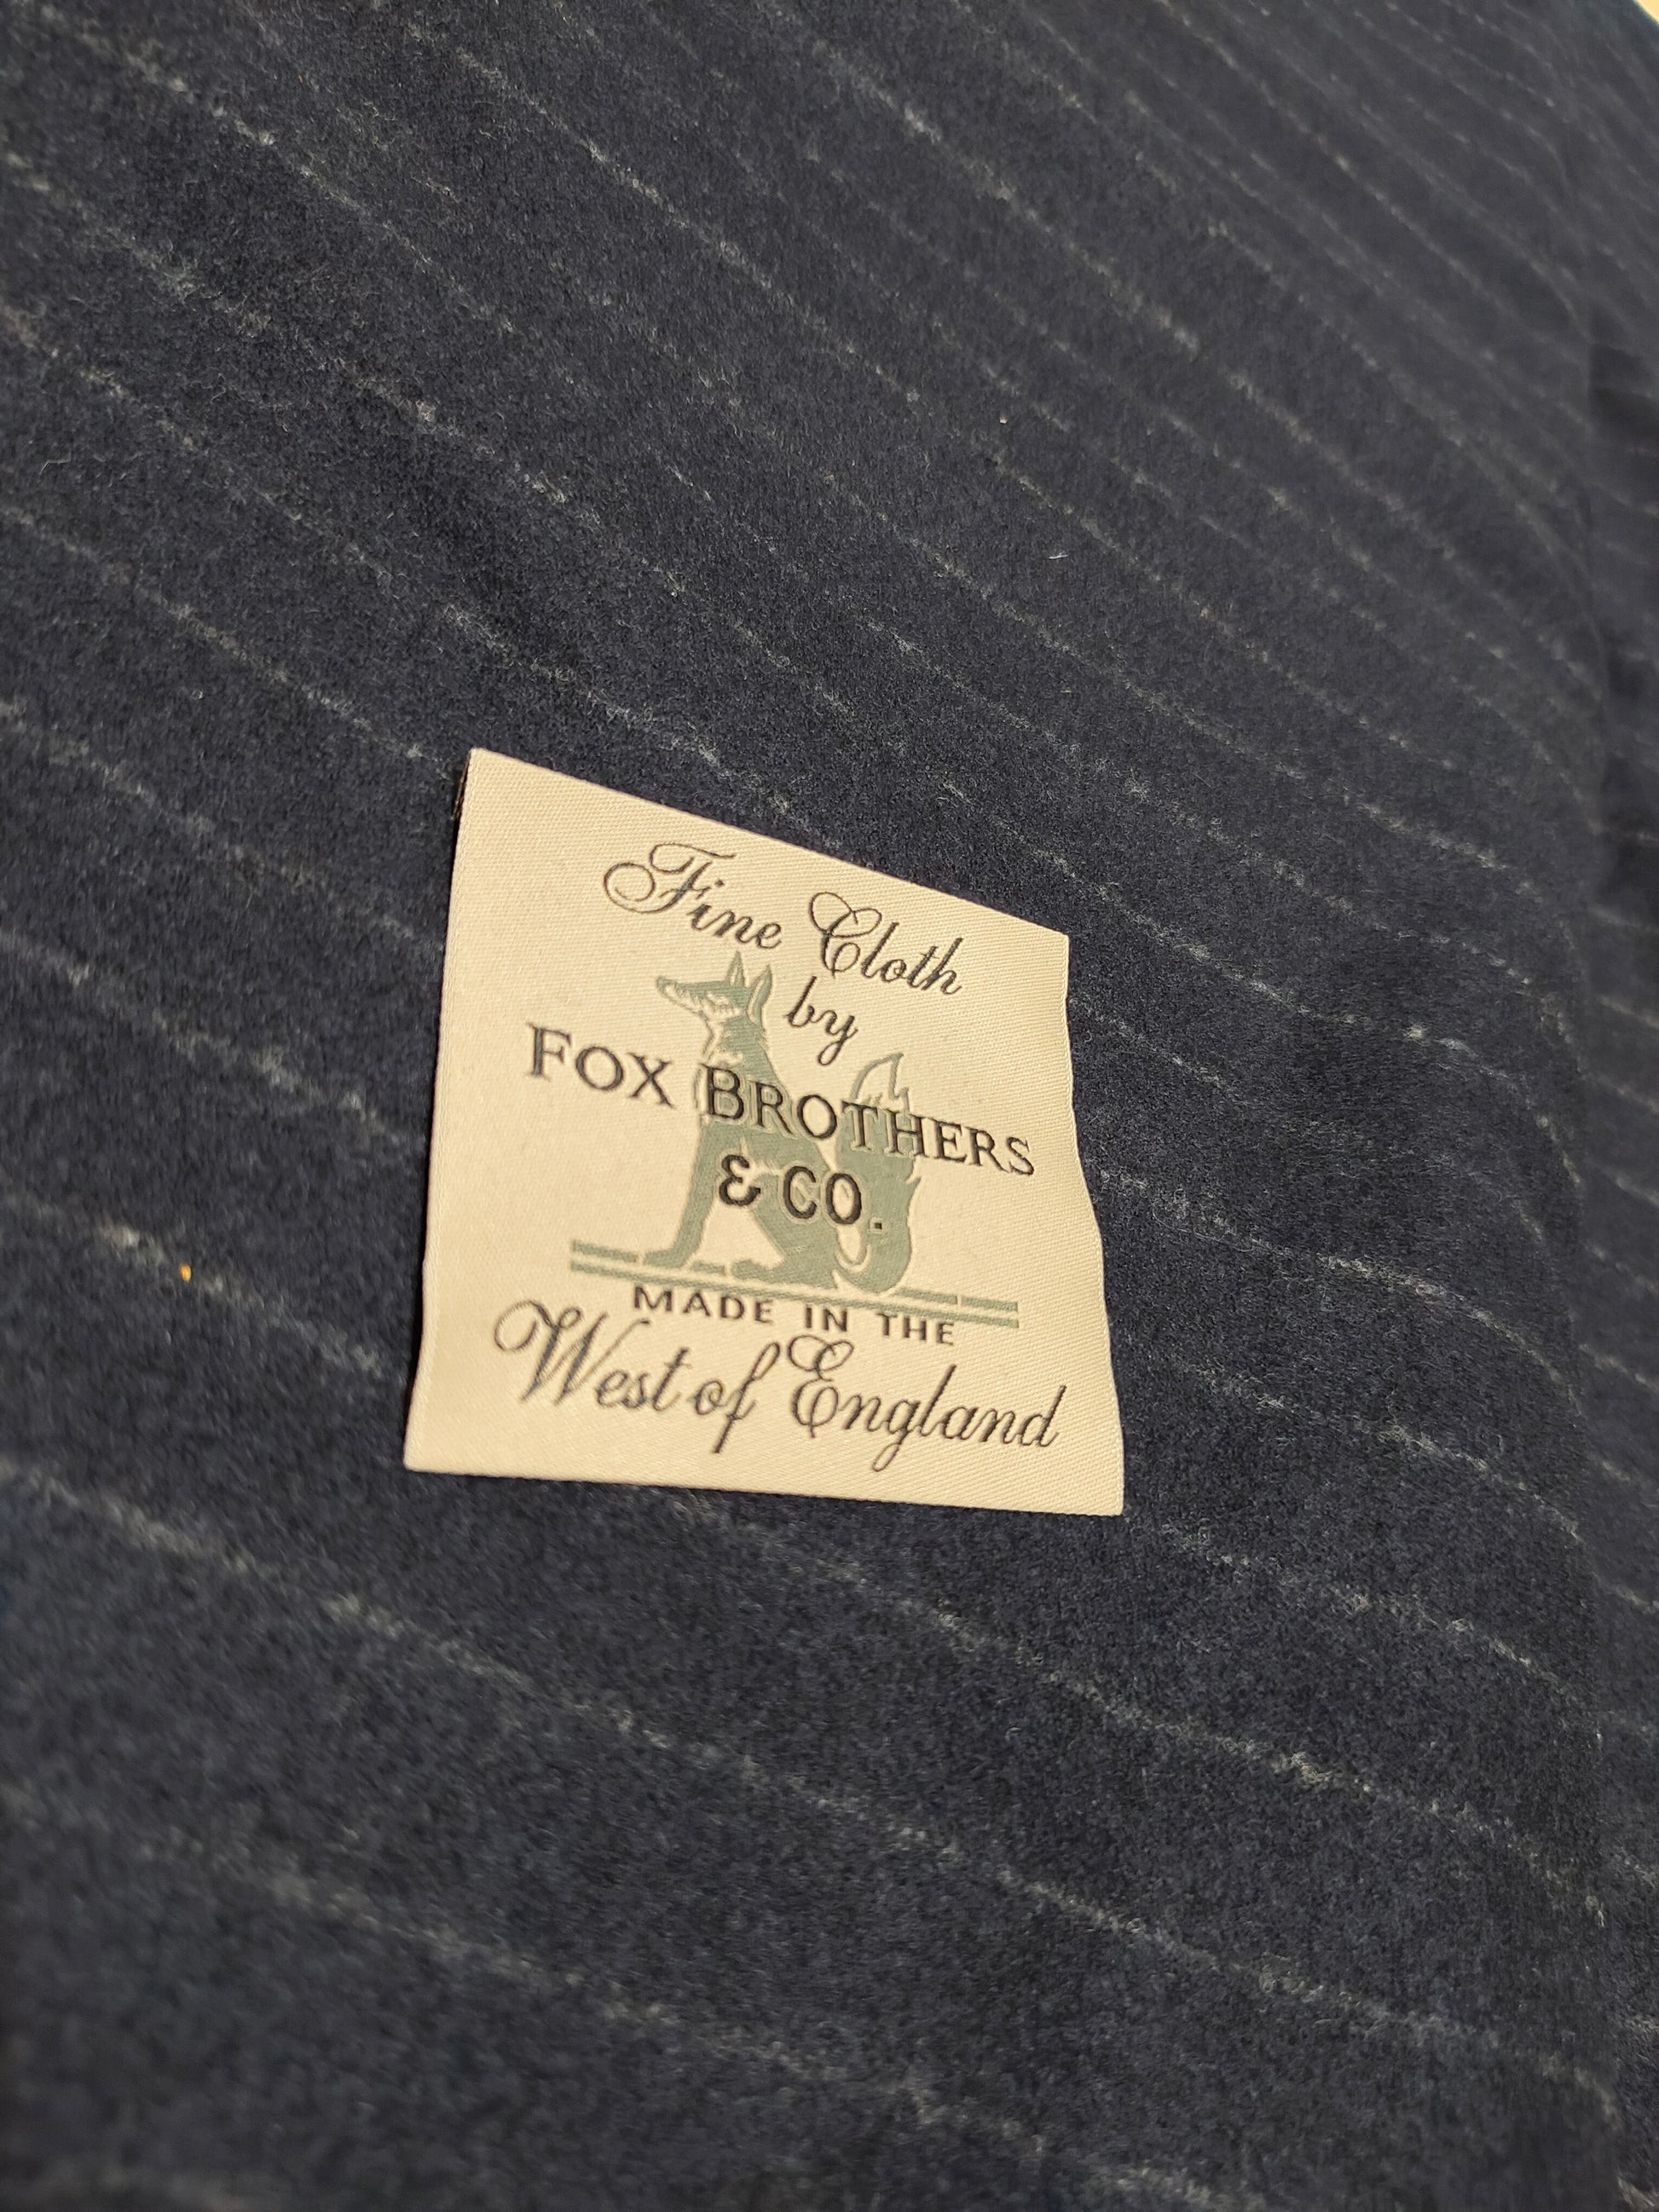 Fine Cloth
by
FOX BROTHERS
& CO.
MADE IN THE
West of England